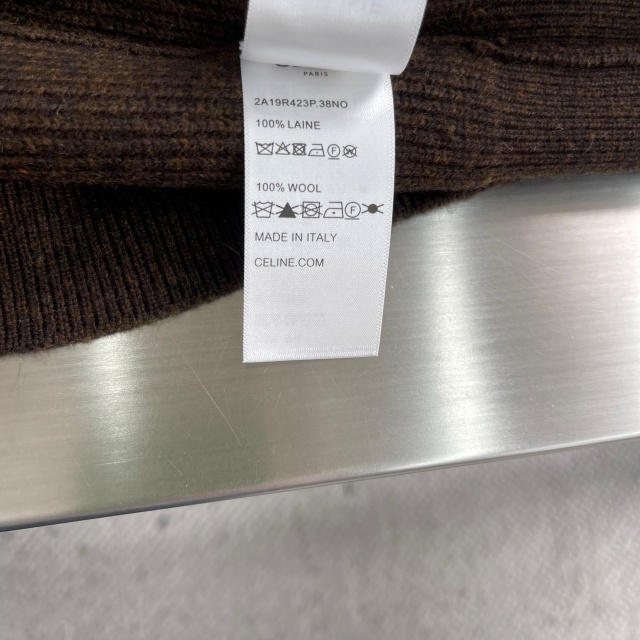 PARIS
2A19R423P.38NO
100% LAINE
100% WOOL
MADE IN ITALY
CELINE.COM